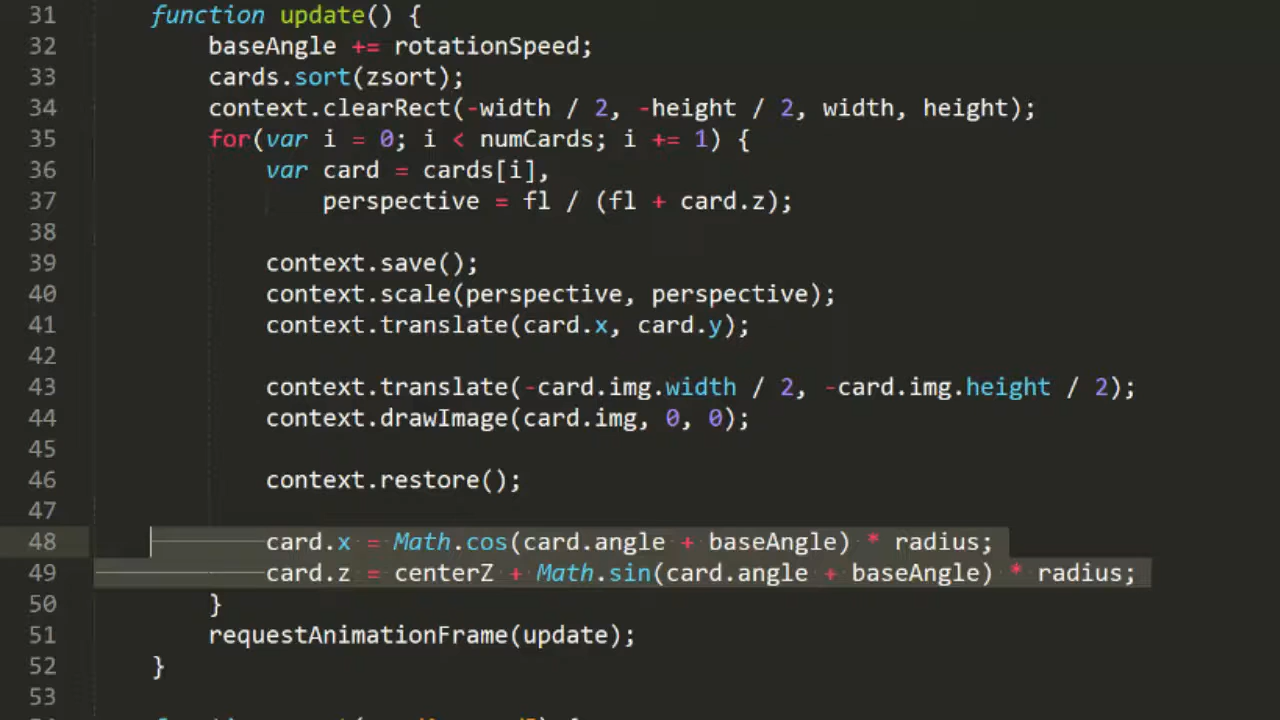 31 function update() {
32 baseAngle += rotationSpeed;
33 cards.sort(zsort);
34 context.clearRect(-width / 2, -height / 2, width, height);
35 for(var i = 0; i < numCards; i += 1) {
36 var card = cards[i],
37 perspective = fl / (fl + card.z);
38
39 context.save();
40 context.scale(perspective, perspective);
41 context.translate(card.x, card.y);
42
43 context.translate(-card.img.width / 2, -card.img.height / 2);
44 context.drawImage(card.img, 0, 0);
45
46 context.restore();
47
48 card.x = Math.cos(card.angle + baseAngle) * radius;
49 card.z = centerZ + Math.sin(card.angle + baseAngle) * radius;
50 }
51 requestAnimationFrame(update);
52 }
53